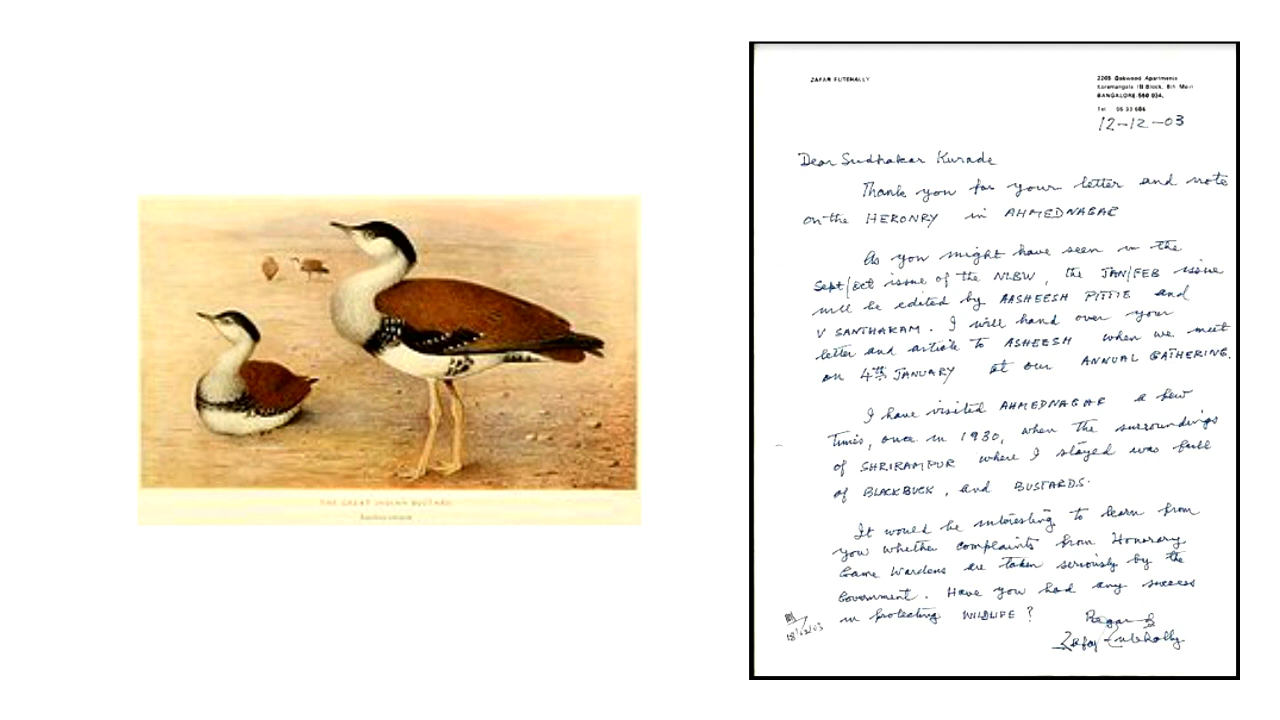 THE GREAT INDIAN BUSTARD
ZAFAR FUTEHALLY
2205 Oakwood Apartments
Koramangala III Block, 8th Main
BANGALORE-560 034.
Tel
12-12-03
Dear Sudhakar Kurade
Thank you for your letter and note
on the HERONRY in AHMEDNAGAR
As you might have seen in the
Sept/Oct issue of the NLBW, the JAN/FEB issue
will be edited by AASHEESH PITTIE and
V SANTHARAM. I will hand over your
letter and article to ASHEESH when we meet
on 4th JANUARY at our ANNUAL GATHERING.
I have visited AHMEDNAGAR a few
times, once in 1930, when the surroundings
of SHRIRAMPUR where I stayed was full
of BLACKBUCK, and BUSTARDS.
It would be interesting to learn from
you whether complaints from Honorary
Game Wardens are taken seriously by the
Government. Have you had any success
in protecting WILDLIFE?
Regards
Zafar Futehally
18/12/03